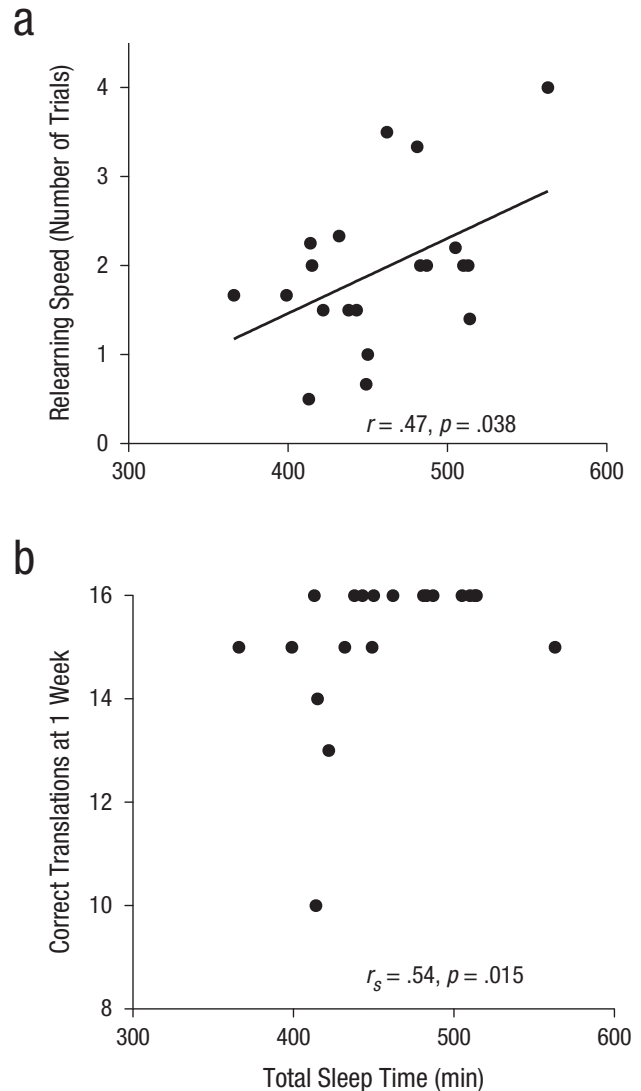 a
Relearning Speed (Number of Trials)
4
3
2
1
0
r = .47, p = .038
300 400 500 600
b
Correct Translations at 1 Week
16
14
12
10
8
rs = .54, p = .015
300 400 500 600
Total Sleep Time (min)